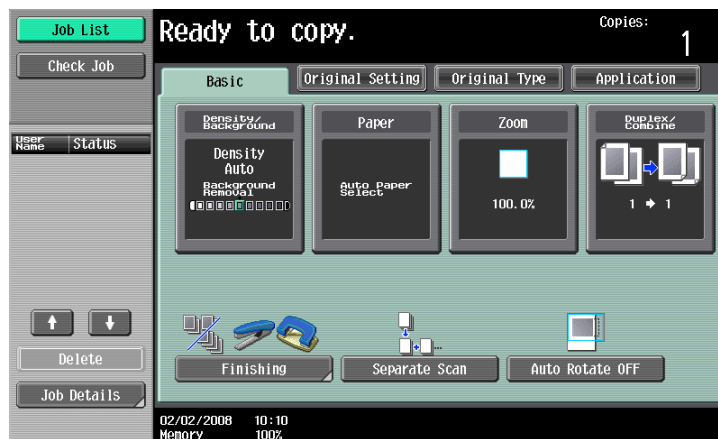 Job List
Check Job
User Name
Status
Delete
Job Details
Ready to copy.
Copies:
1
Basic
Original Setting
Original Type
Application
Density/
Background
Density
Auto
Background
Removal
Paper
Auto Paper
Select
Zoom
100.0%
Duplex/
Combine
1 → 1
Finishing
Separate Scan
Auto Rotate OFF
02/02/2008 10:10
Memory 100%